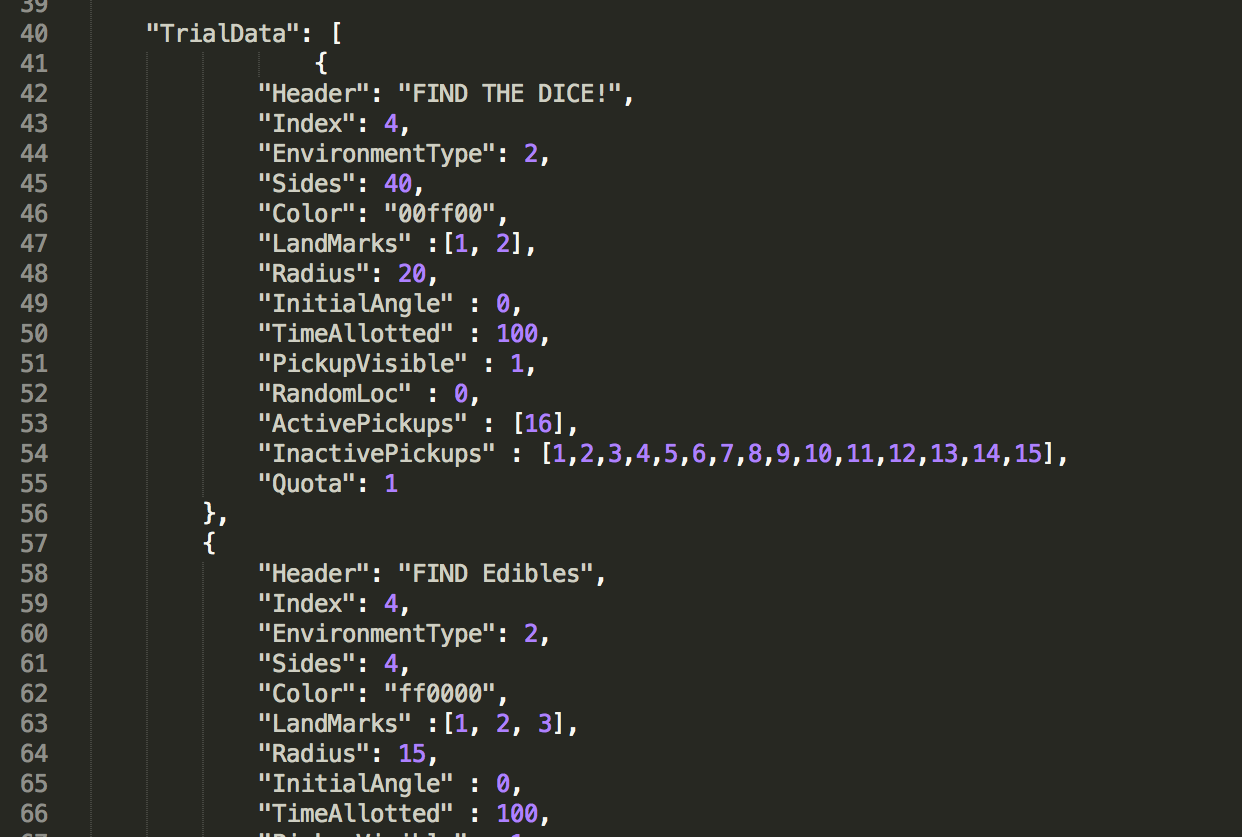 39
40 "TrialData": [
41 {
42 "Header": "FIND THE DICE!",
43 "Index": 4,
44 "EnvironmentType": 2,
45 "Sides": 40,
46 "Color": "00ff00",
47 "LandMarks" :[1, 2],
48 "Radius": 20,
49 "InitialAngle" : 0,
50 "TimeAllotted" : 100,
51 "PickupVisible" : 1,
52 "RandomLoc" : 0,
53 "ActivePickups" : [16],
54 "InactivePickups" : [1,2,3,4,5,6,7,8,9,10,11,12,13,14,15],
55 "Quota": 1
56 },
57 {
58 "Header": "FIND Edibles",
59 "Index": 4,
60 "EnvironmentType": 2,
61 "Sides": 4,
62 "Color": "ff0000",
63 "LandMarks" :[1, 2, 3],
64 "Radius": 15,
65 "InitialAngle" : 0,
66 "TimeAllotted" : 100,